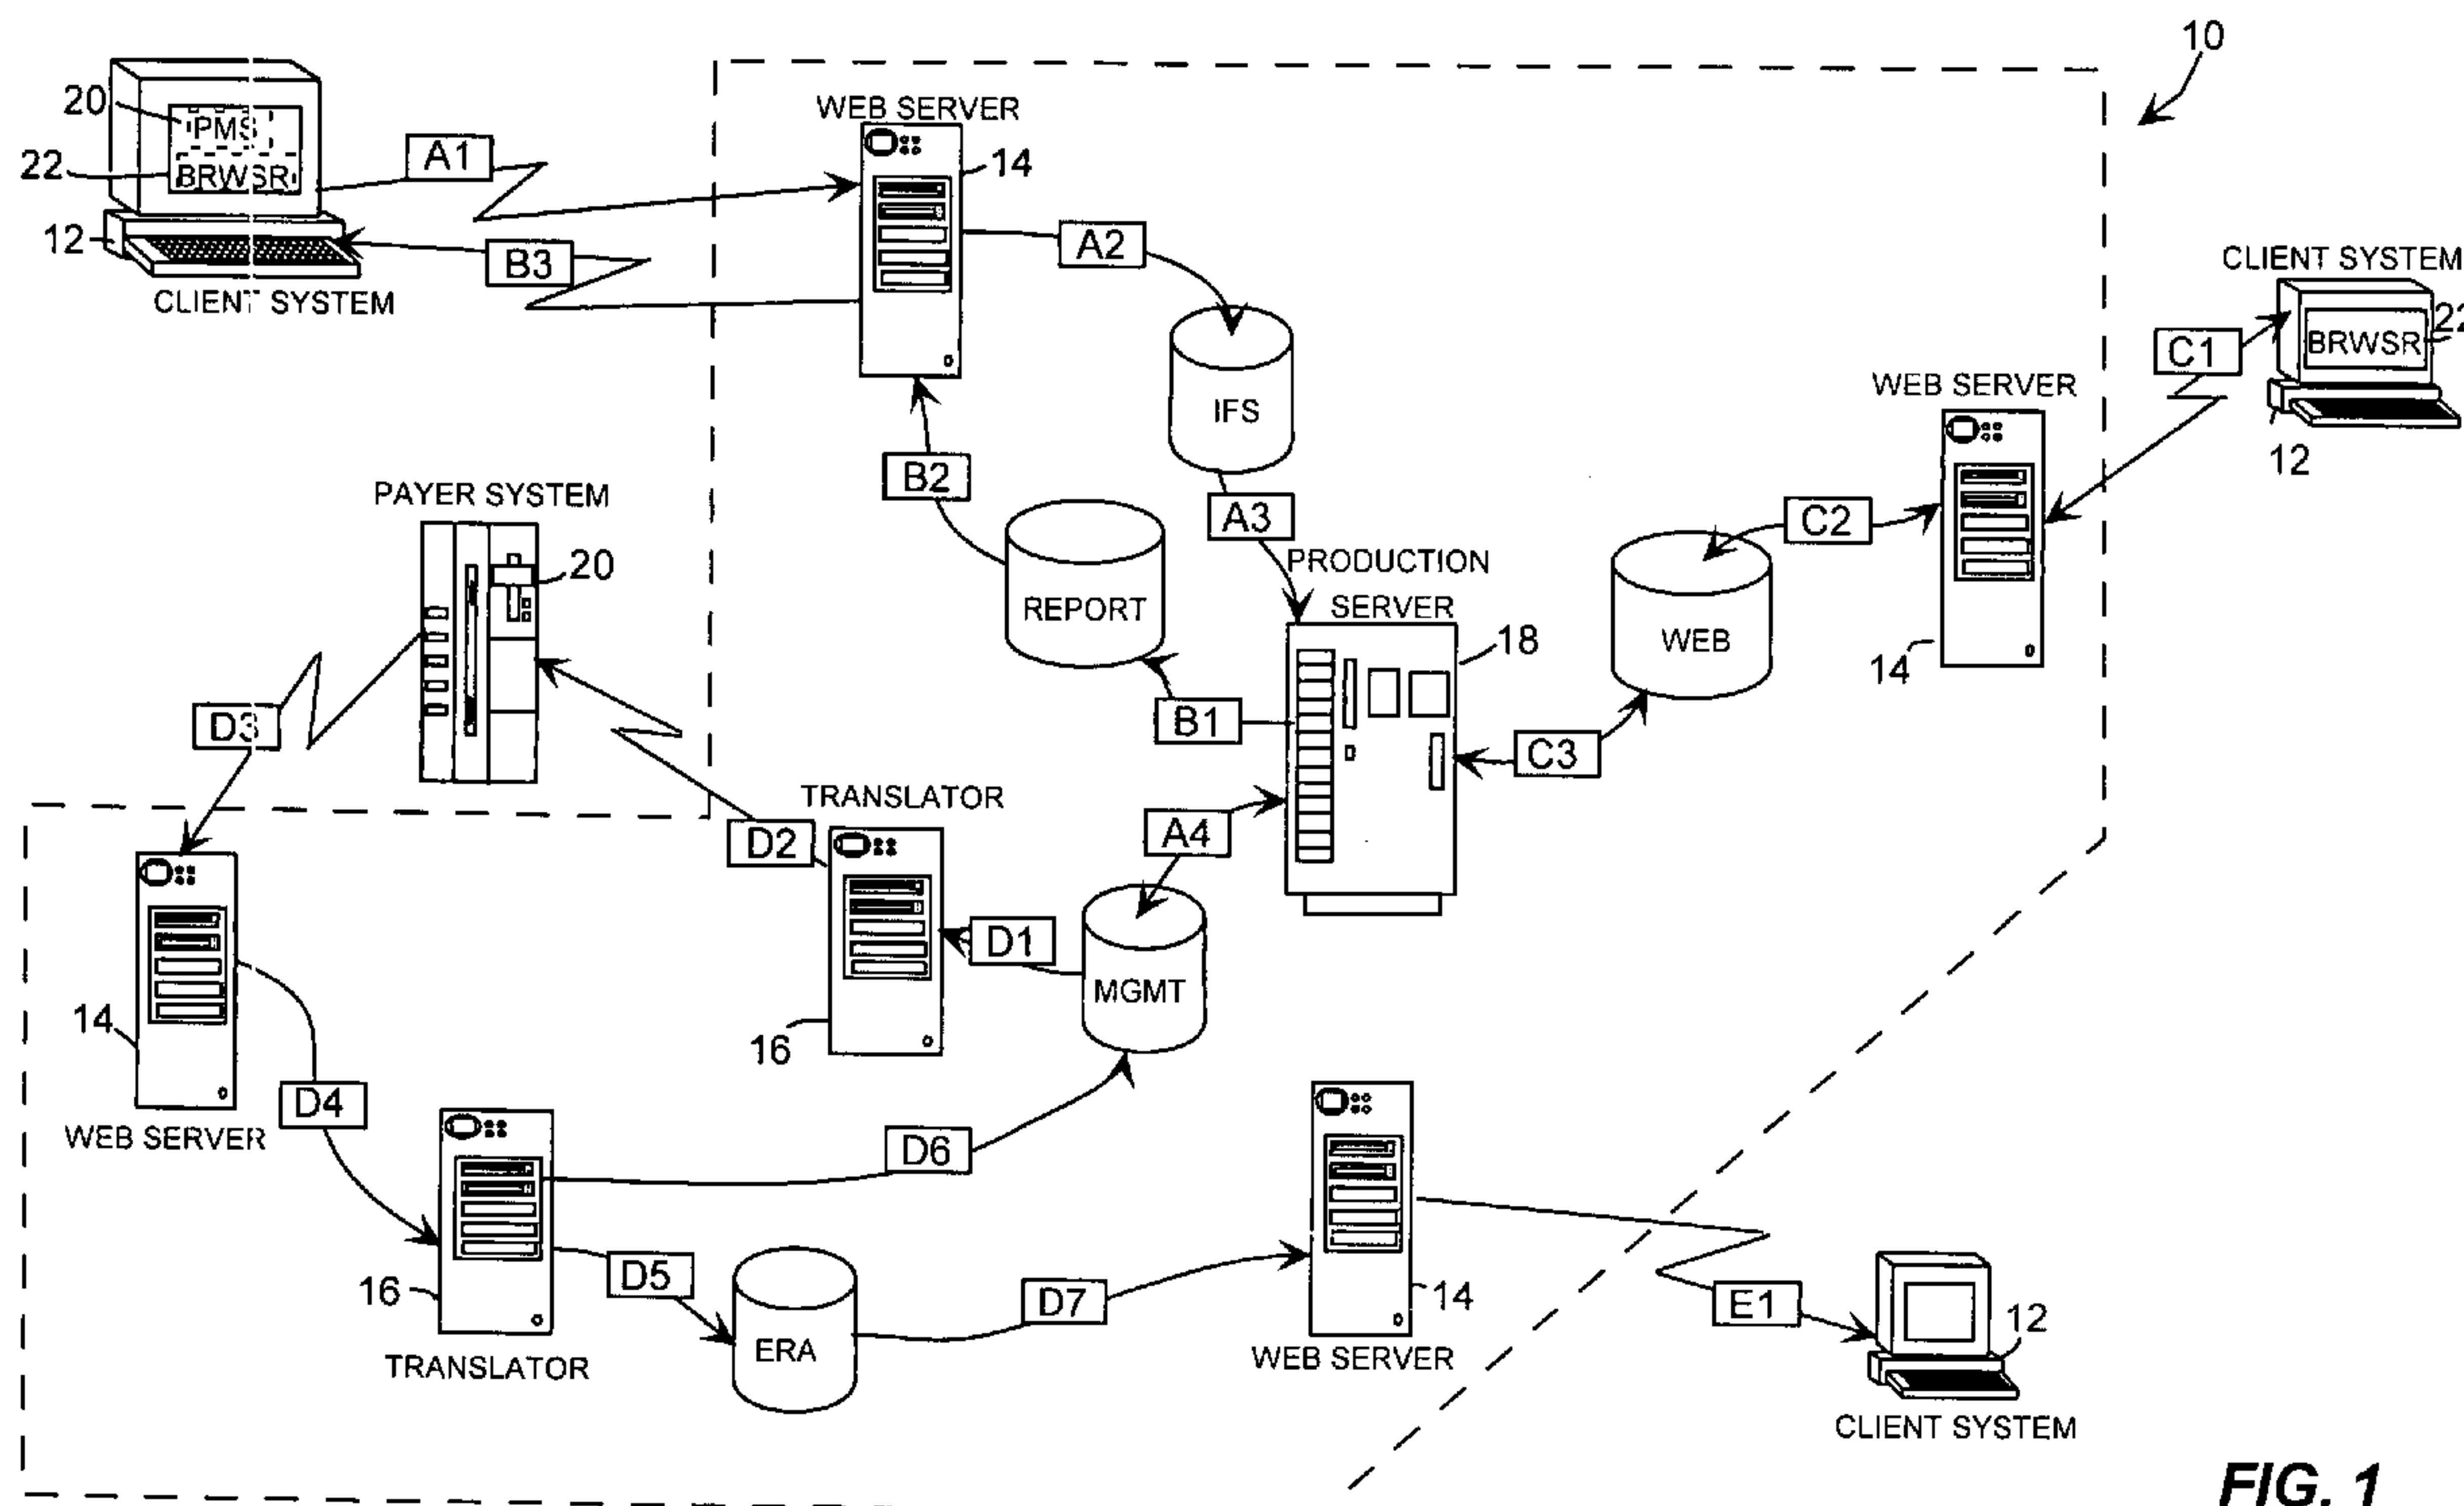 10
WEB SERVER
20
PMS
A1
14
22
BRWSR
12
A2
B3
CLIENT SYSTEM
CLIENT SYSTEM
22
C1
BRWSR
WEB SERVER
IFS
12
B2
PAYER SYSTEM
A3
C2
20
PRODUCTION
SERVER
REPORT
18
WEB
14
D3
B1
C3
TRANSLATOR
A4
D2
D1
MGMT
14
16
D4
WEB SERVER
D6
D5
16
D7
14
E1
12
ERA
WEB SERVER
TRANSLATOR
CLIENT SYSTEM
FIG. 1